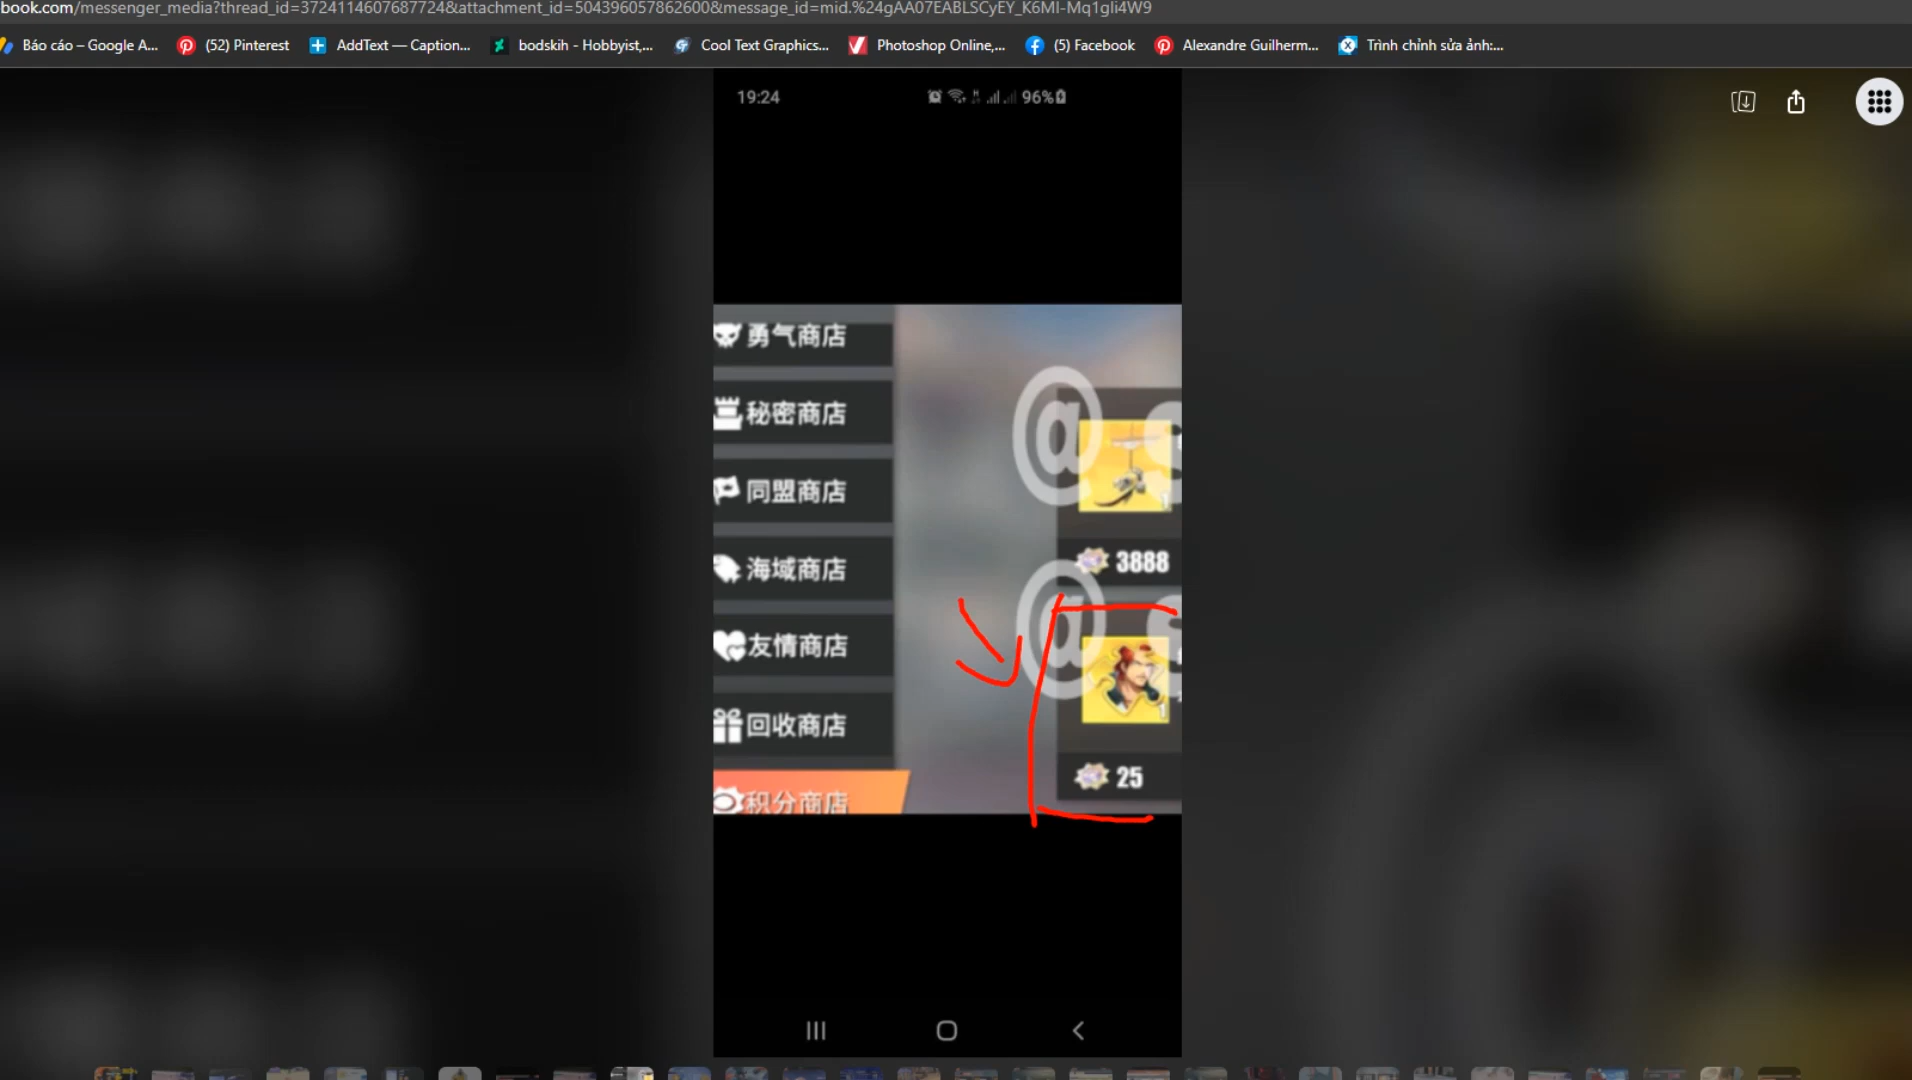 book.com/messenger_media?thread_id=3724114607687724&attachment_id=504396057862600&message_id=mid.%24gAA07EABLSCyEY_K6MI-Mq1gli4W9
Báo cáo – Google A... (52) Pinterest AddText — Caption... bodskih - Hobbyist,... Cool Text Graphics... Photoshop Online,... (5) Facebook Alexandre Guilherm... Trình chỉnh sửa ảnh:...
19:24 96%
勇气商店
秘密商店
同盟商店
海域商店
友情商店
回收商店
积分商店
@ s
1
3888
@ s
1
25